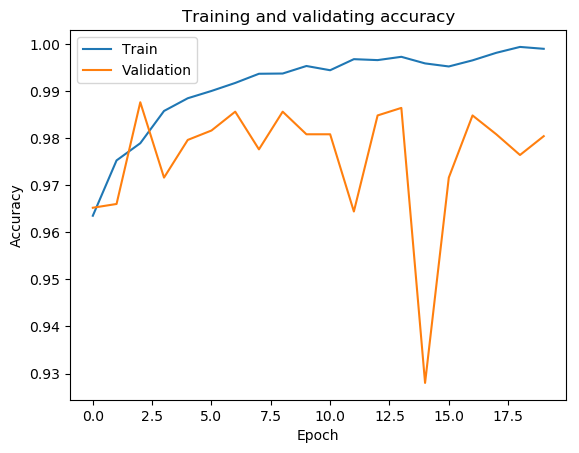 Training and validating accuracy
Train
Validation
1.00
0.99
0.98
0.97
0.96
0.95
0.94
0.93
Accuracy
0.0 2.5 5.0 7.5 10.0 12.5 15.0 17.5
Epoch